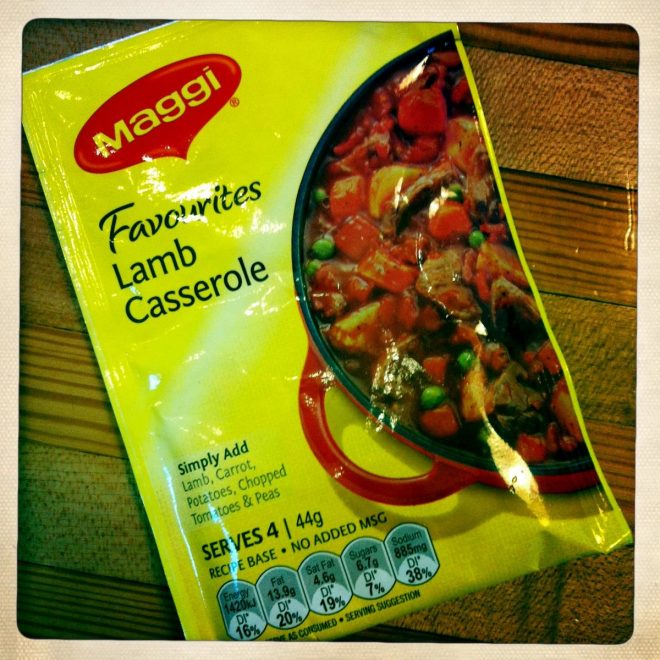 Maggi®
Favourites
Lamb
Casserole
Simply Add
Lamb, Carrot,
Potatoes, Chopped
Tomatoes & Peas
SERVES 4 | 44g
RECIPE BASE • NO ADDED MSG
Energy 1420kJ DI* 16%
Fat 13.9g DI* 20%
Sat Fat 4.6g DI* 19%
Sugars 6.7g DI* 7%
Sodium 885mg DI* 38%
AS CONSUMED • SERVING SUGGESTION